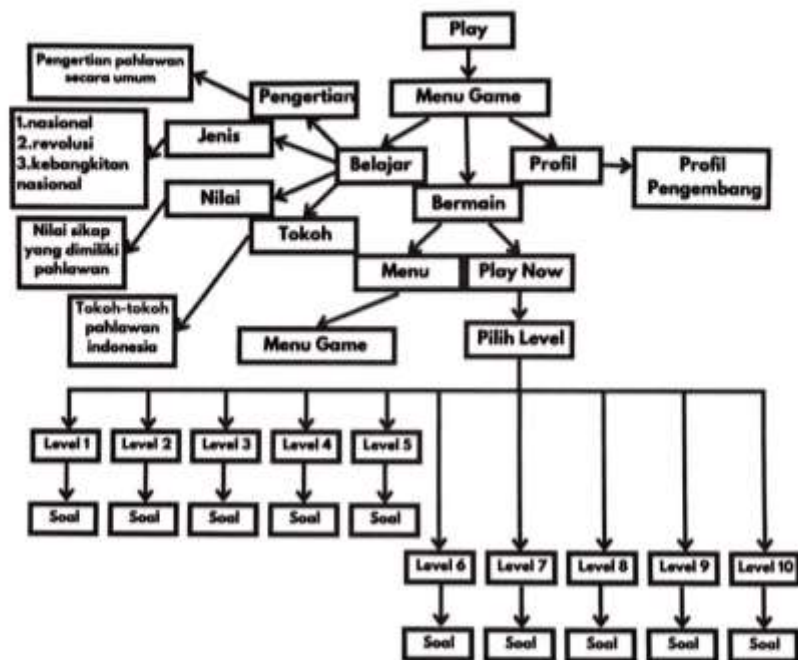 Play
Pengertian pahlawan
secara umum
Pengertian
Menu Game
1.nasional
2.revolusi
3.kebangkitan
nasional
Jenis
Belajar
Profil
Profil
Pengembang
Nilai
Bermain
Nilai sikap
yang dimiliki
pahlawan
Tokoh
Menu
Play Now
Tokoh-tokoh
pahlawan
indonesia
Menu Game
Pilih Level
Level 1
Level 2
Level 3
Level 4
Level 5
Soal
Soal
Soal
Soal
Soal
Level 6
Level 7
Level 8
Level 9
Level 10
Soal
Soal
Soal
Soal
Soal